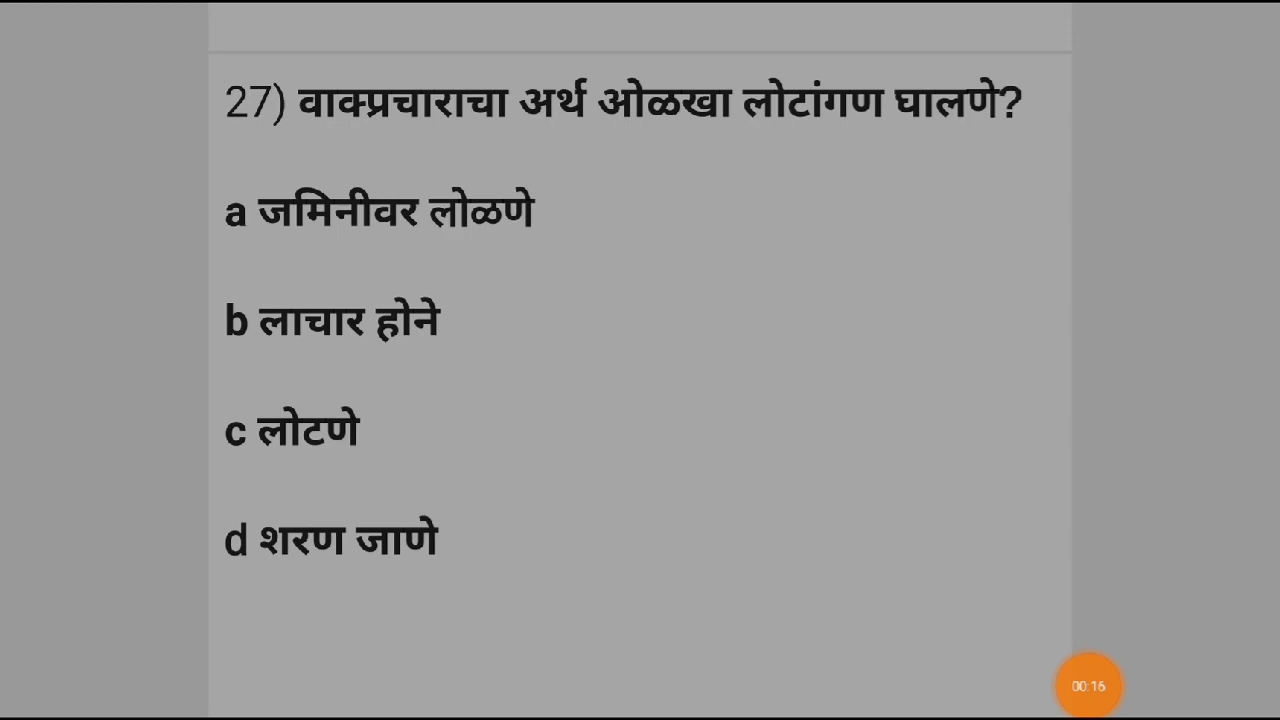 27) वाक्प्रचाराचा अर्थ ओळखा लोटांगण घालणे?
a जमिनीवर लोळणे
b लाचार होने
c लोटणे
d शरण जाणे
00:16